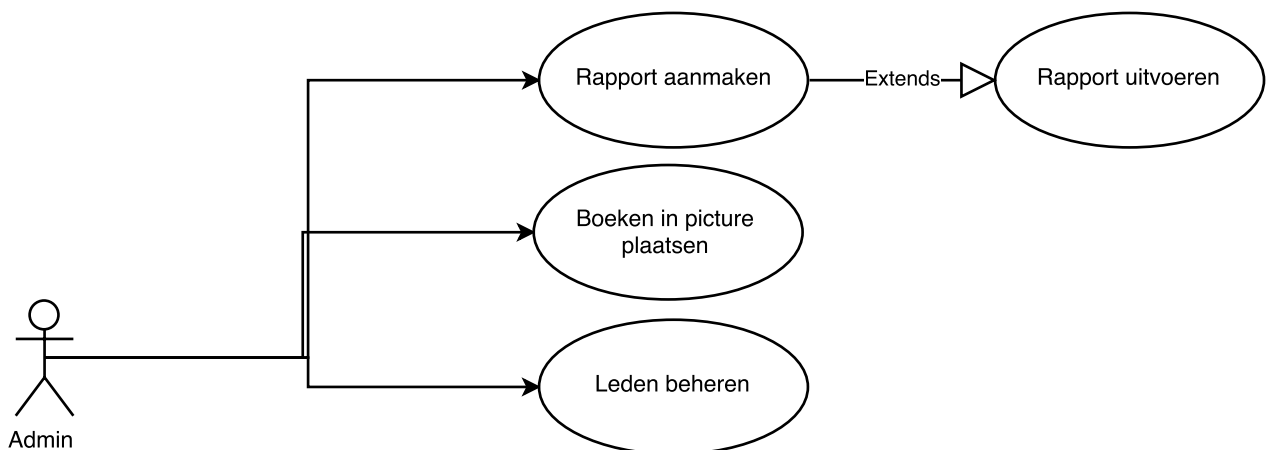 Rapport aanmaken
Extends
Rapport uitvoeren
Boeken in picture
plaatsen
Leden beheren
Admin